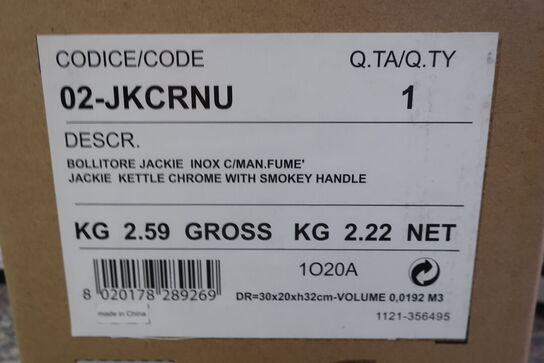 CODICE/CODE Q.TA/Q.TY
02-JKCRNU 1
DESCR.
BOLLITORE JACKIE INOX C/MAN.FUME'
JACKIE KETTLE CHROME WITH SMOKEY HANDLE
KG 2.59 GROSS KG 2.22 NET
1O20A
8 020178 289269
DR=30x20xh32cm-VOLUME 0,0192 M3
made in China
1121-356495